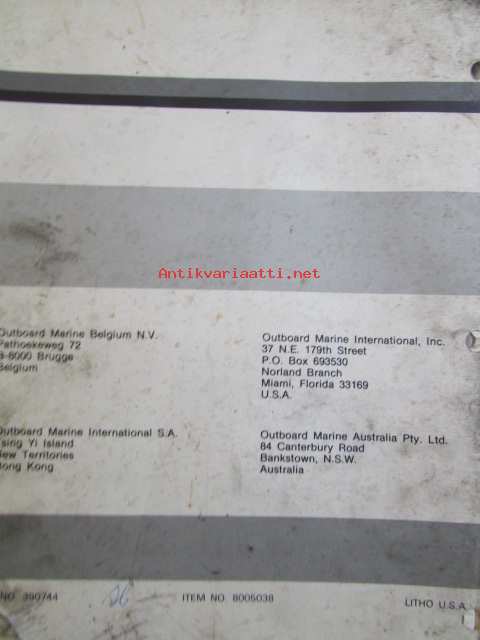 Antikvariaatti.net
Outboard Marine Belgium N.V.
Pathoekeweg 72
B-8000 Brugge
Belgium
Outboard Marine International, Inc.
37 N.E. 179th Street
P.O. Box 693530
Norland Branch
Miami, Florida 33169
U.S.A.
Outboard Marine International S.A.
Tsing Yi Island
New Territories
Hong Kong
Outboard Marine Australia Pty. Ltd.
84 Canterbury Road
Bankstown, N.S.W.
Australia
NO. 390744
ITEM NO. 8005038
LITHO U.S.A.